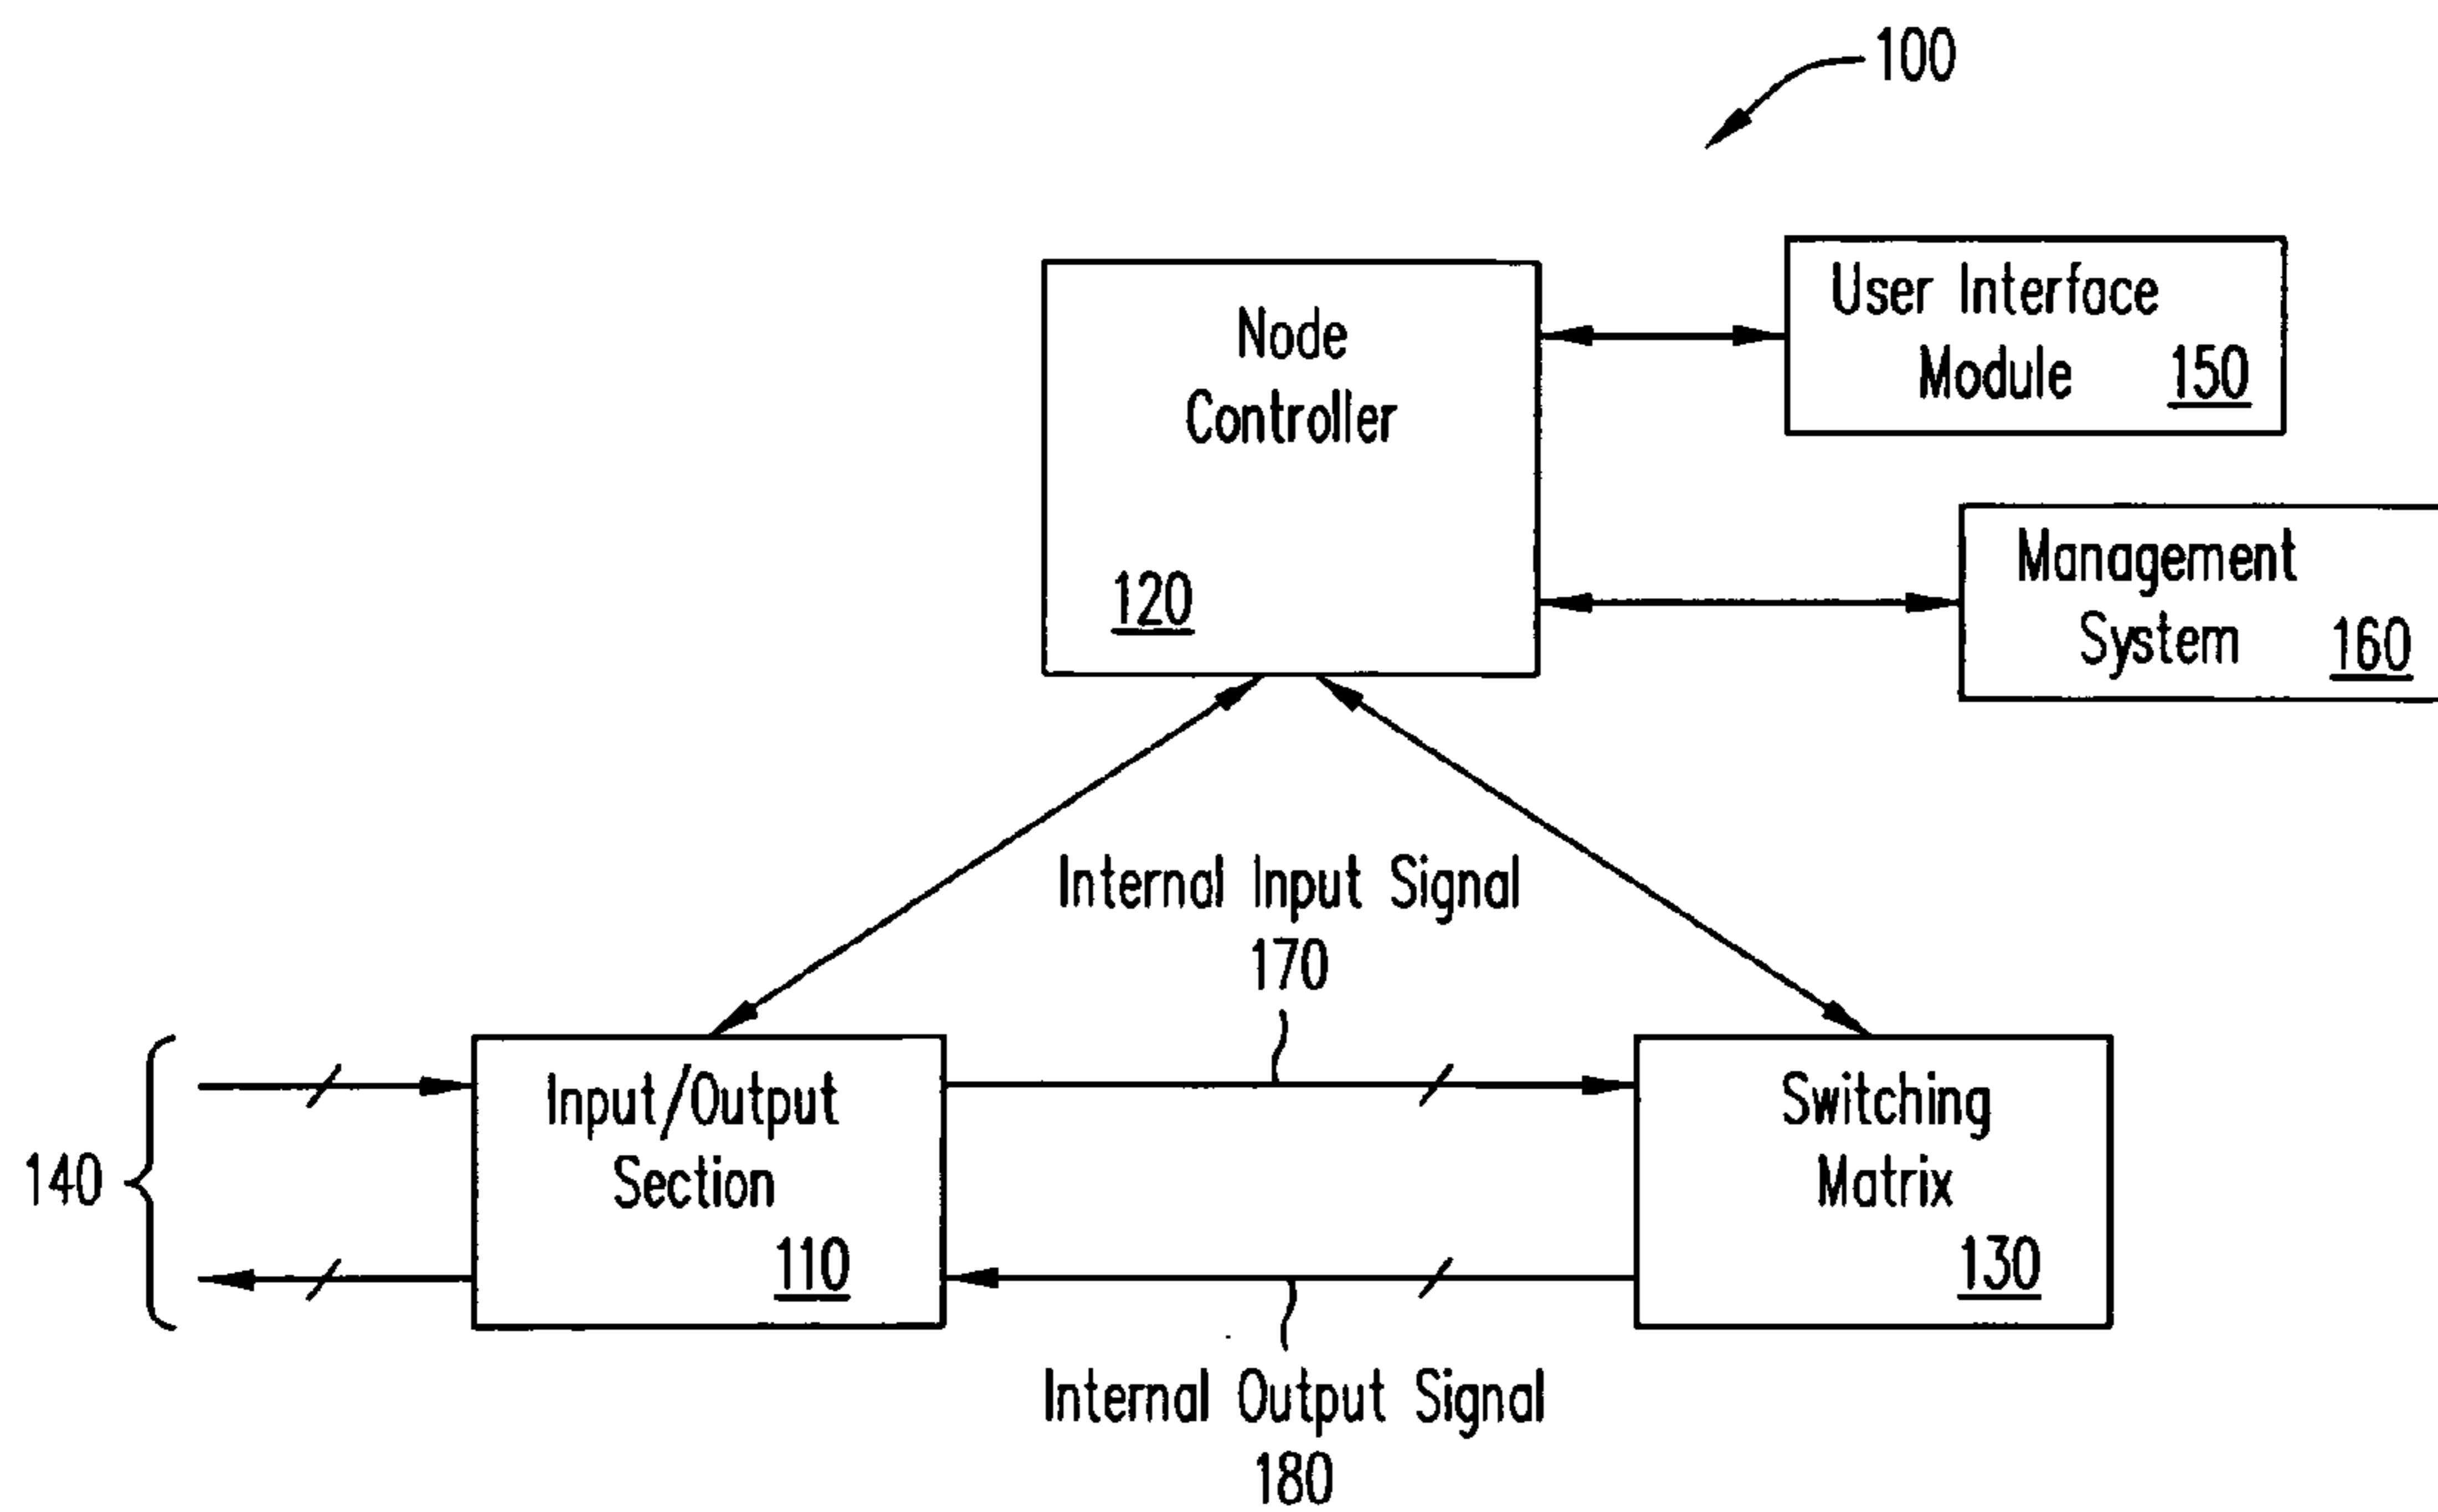 100
Node
Controller
120
User Interface
Module 150
Management
System 160
Internal Input Signal
170
140
Input/Output
Section
110
Switching
Matrix
130
Internal Output Signal
180